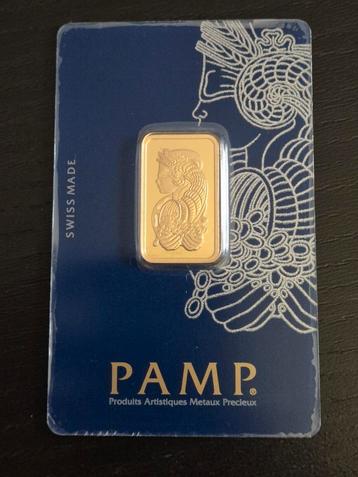 SWISS MADE
PAMP®
Produits Artistiques Metaux Precieux